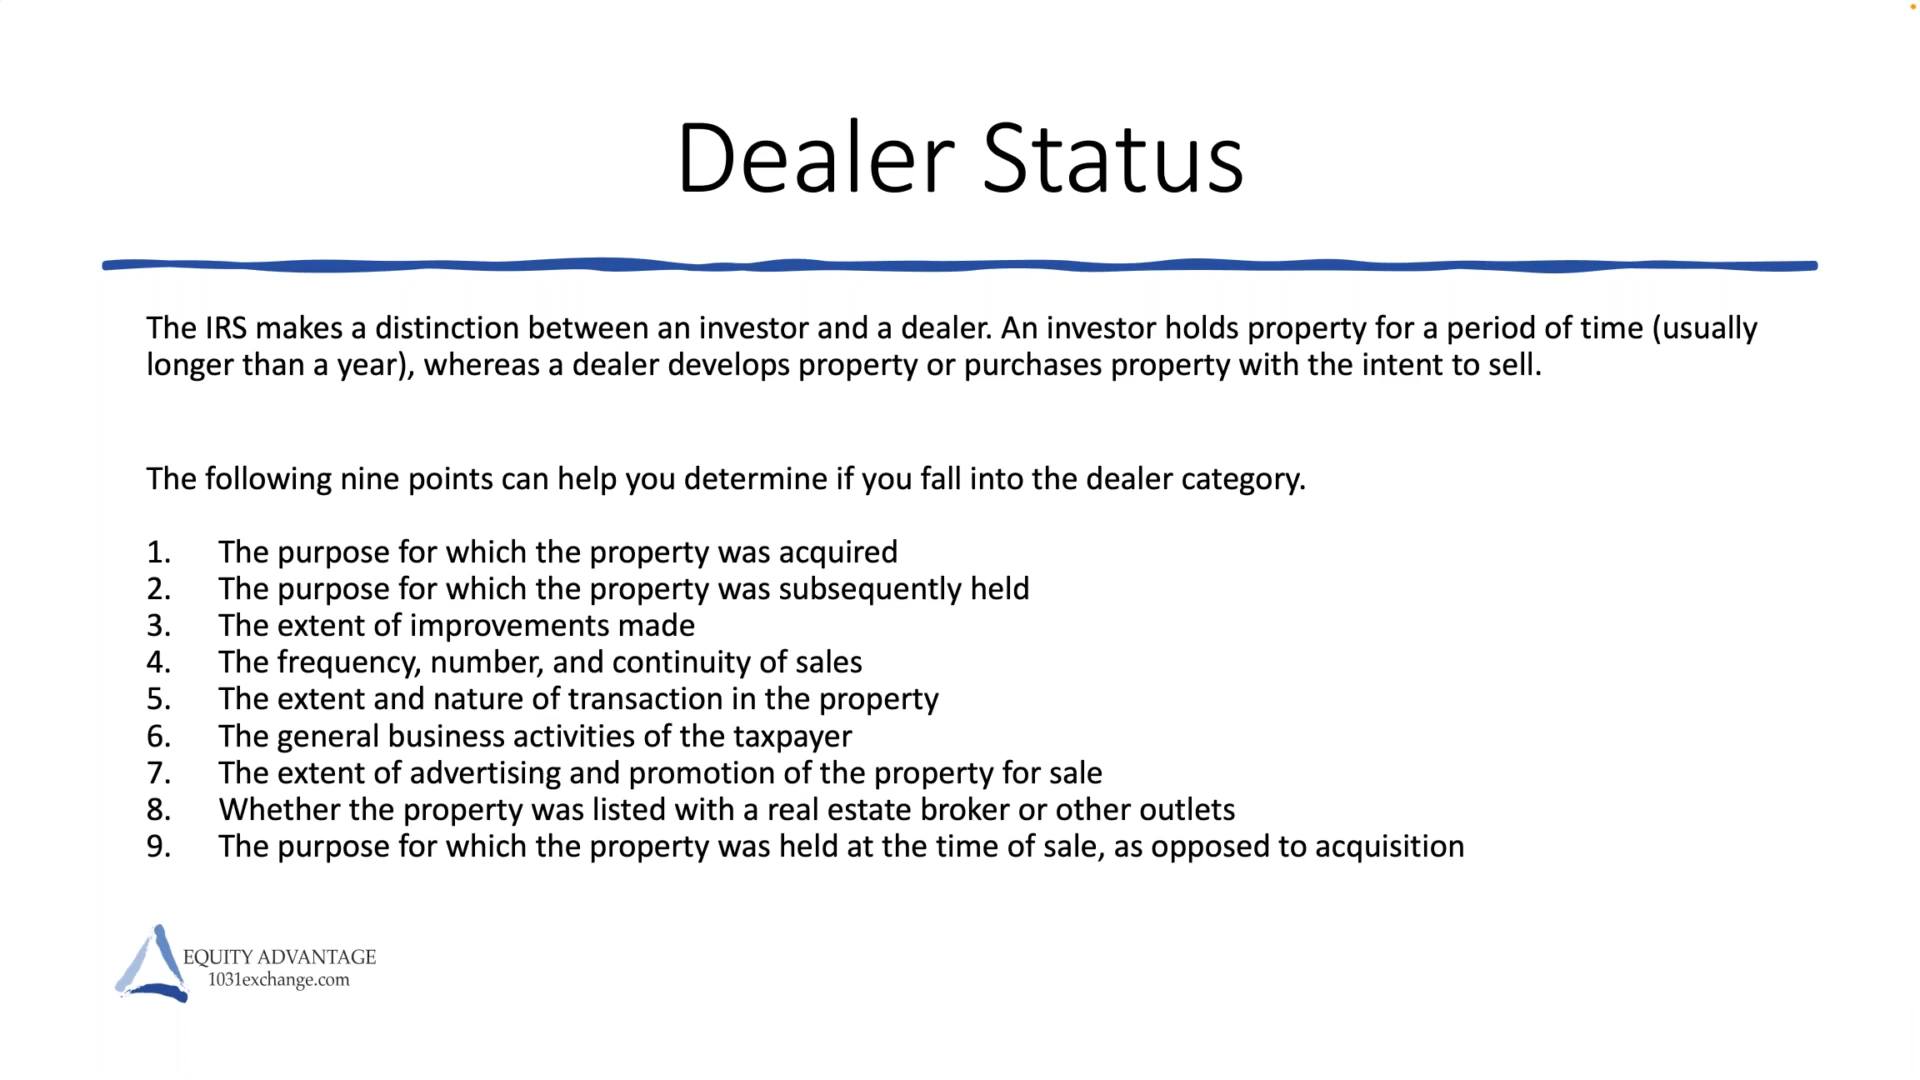 Dealer Status
The IRS makes a distinction between an investor and a dealer. An investor holds property for a period of time (usually
longer than a year), whereas a dealer develops property or purchases property with the intent to sell.
The following nine points can help you determine if you fall into the dealer category.
1. The purpose for which the property was acquired
2. The purpose for which the property was subsequently held
3. The extent of improvements made
4. The frequency, number, and continuity of sales
5. The extent and nature of transaction in the property
6. The general business activities of the taxpayer
7. The extent of advertising and promotion of the property for sale
8. Whether the property was listed with a real estate broker or other outlets
9. The purpose for which the property was held at the time of sale, as opposed to acquisition
EQUITY ADVANTAGE
1031exchange.com